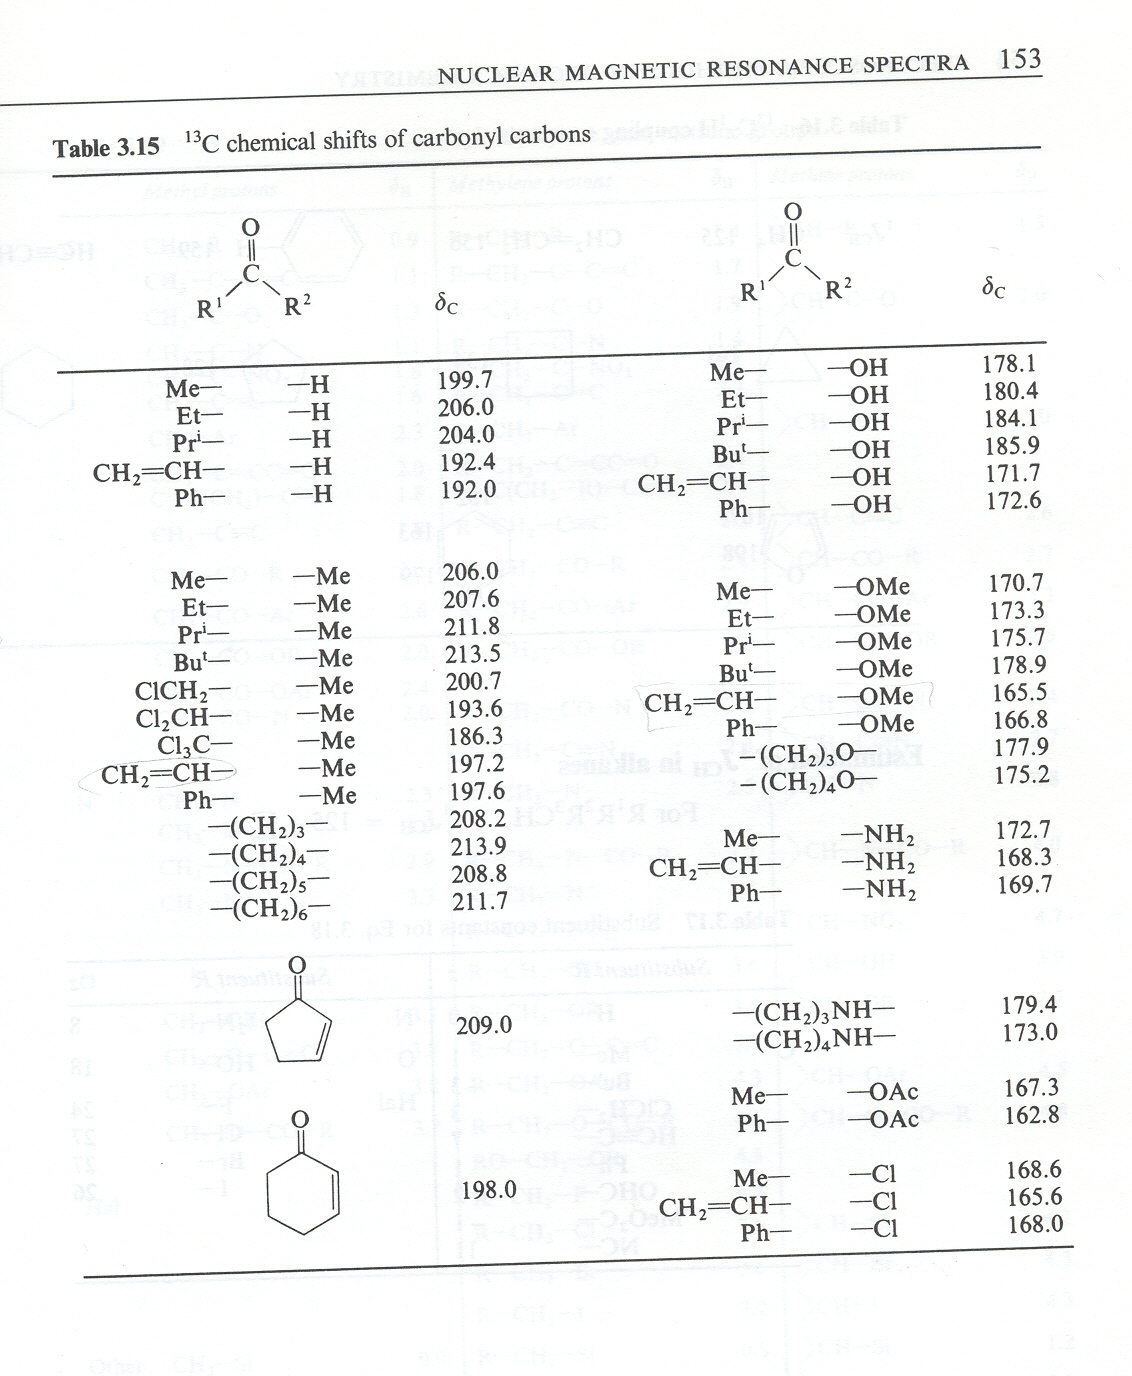 NUCLEAR MAGNETIC RESONANCE SPECTRA 153
Table 3.15 ¹³C chemical shifts of carbonyl carbons
O
C
R¹ R² δC
Me— —H 199.7
Et— —H 206.0
Prⁱ— —H 204.0
CH₂=CH— —H 192.4
Ph— —H 192.0
Me— —Me 206.0
Et— —Me 207.6
Prⁱ— —Me 211.8
Buᵗ— —Me 213.5
ClCH₂— —Me 200.7
Cl₂CH— —Me 193.6
Cl₃C— —Me 186.3
CH₂=CH— —Me 197.2
Ph— —Me 197.6
—(CH₂)₃— 208.2
—(CH₂)₄— 213.9
—(CH₂)₅— 208.8
—(CH₂)₆— 211.7
O
209.0
O
198.0
O
C
R¹ R² δC
Me— —OH 178.1
Et— —OH 180.4
Prⁱ— —OH 184.1
Buᵗ— —OH 185.9
CH₂=CH— —OH 171.7
Ph— —OH 172.6
Me— —OMe 170.7
Et— —OMe 173.3
Prⁱ— —OMe 175.7
Buᵗ— —OMe 178.9
CH₂=CH— —OMe 165.5
Ph— —OMe 166.8
—(CH₂)₃O— 177.9
—(CH₂)₄O— 175.2
Me— —NH₂ 172.7
CH₂=CH— —NH₂ 168.3
Ph— —NH₂ 169.7
—(CH₂)₃NH— 179.4
—(CH₂)₄NH— 173.0
Me— —OAc 167.3
Ph— —OAc 162.8
Me— —Cl 168.6
CH₂=CH— —Cl 165.6
Ph— —Cl 168.0